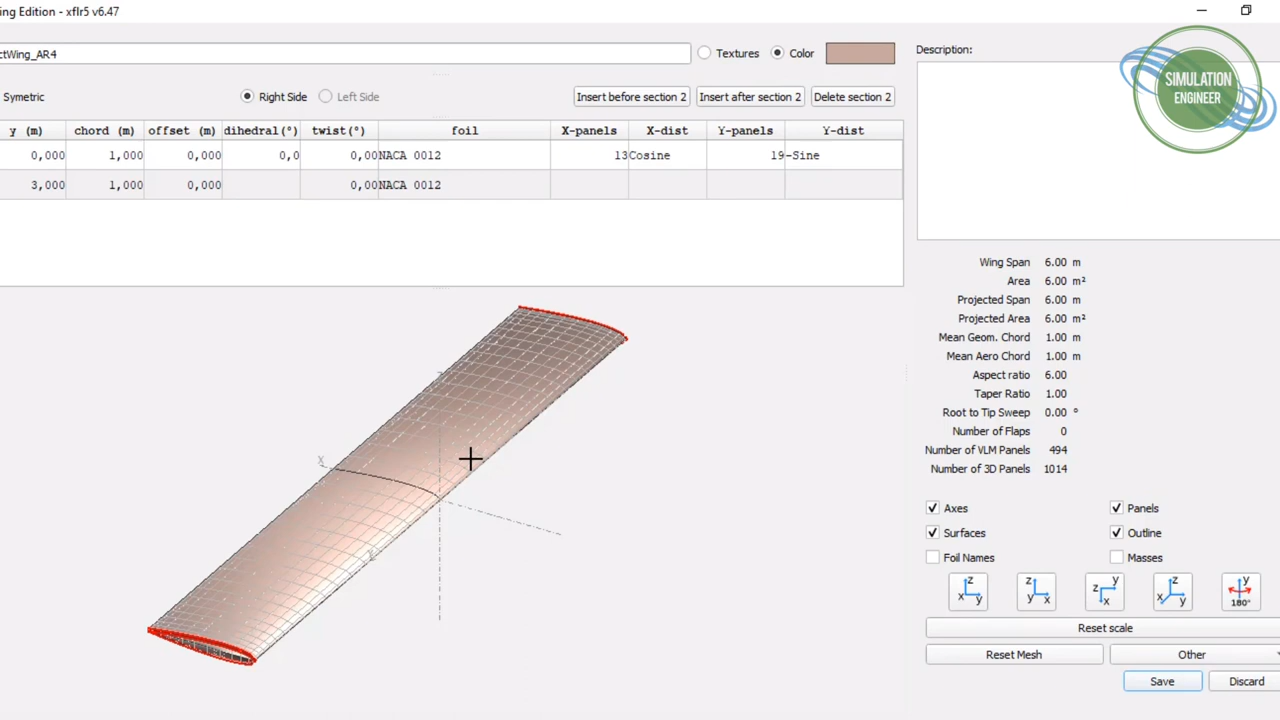 ing Edition - xflr5 v6.47
ctWing_AR4
Textures
Color
Description:
SIMULATION
ENGINEER
Symetric
Right Side
Left Side
Insert before section 2
Insert after section 2
Delete section 2
y (m) chord (m) offset (m) dihedral(°) twist(°) foil X-panels X-dist Y-panels Y-dist
0,000 1,000 0,000 0,0 0,00 NACA 0012 13 Cosine 19 -Sine
3,000 1,000 0,000 0,00 NACA 0012
Wing Span 6.00 m
Area 6.00 m²
Projected Span 6.00 m
Projected Area 6.00 m²
Mean Geom. Chord 1.00 m
Mean Aero Chord 1.00 m
Aspect ratio 6.00
Taper Ratio 1.00
Root to Tip Sweep 0.00 °
Number of Flaps 0
Number of VLM Panels 494
Number of 3D Panels 1014
X
Axes
Panels
Surfaces
Outline
Foil Names
Masses
z x y
z y x
y z x
z x y
y 180°
Reset scale
Reset Mesh
Other
Save
Discard